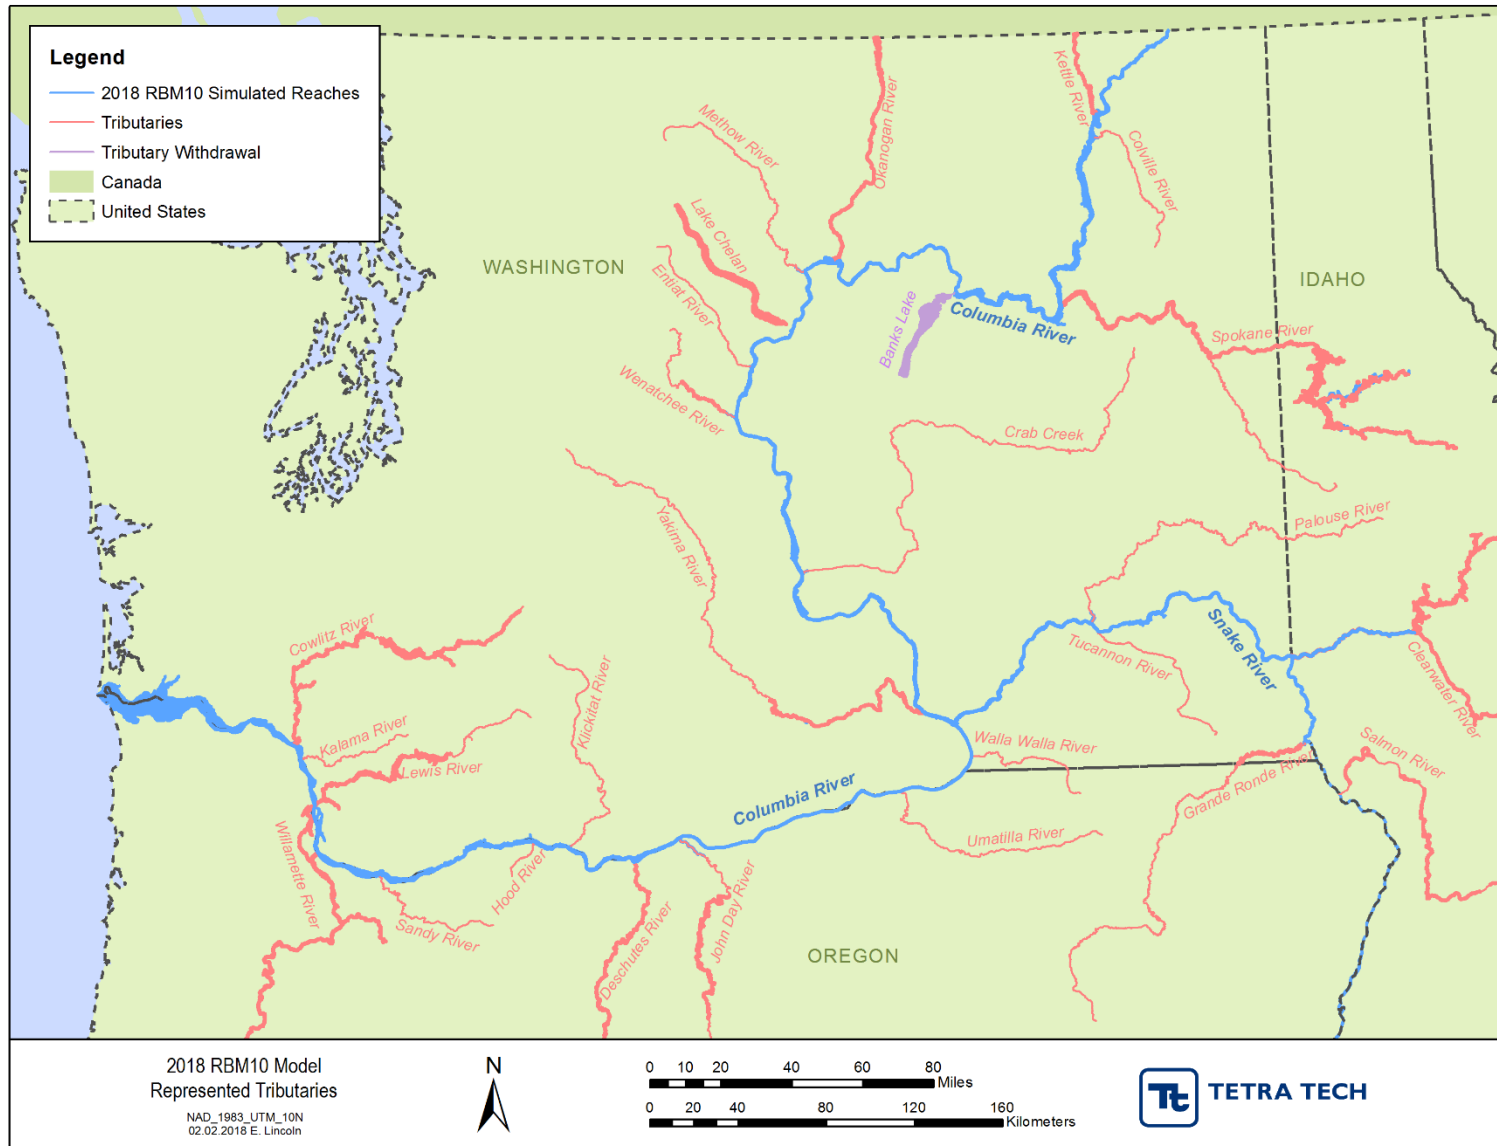 Legend
2018 RBM10 Simulated Reaches
Tributaries
Tributary Withdrawal
Canada
United States
Methow River
Okanogan River
Kettle River
Colville River
Lake Chelan
WASHINGTON
Entiat River
IDAHO
Banks Lake
Columbia River
Spokane River
Wenatchee River
Crab Creek
Yakima River
Palouse River
Cowlitz River
Klickitat River
Tucannon River
Snake River
Clearwater River
Kalama River
Lewis River
Walla Walla River
Salmon River
Columbia River
Grande Ronde River
Umatilla River
Willamette River
Hood River
Sandy River
Deschutes River
John Day River
OREGON
2018 RBM10 Model
Represented Tributaries
NAD_1983_UTM_10N
02.02.2018 E. Lincoln
N
0 10 20 40 60 80
Miles
0 20 40 80 120 160
Kilometers
Tt TETRA TECH